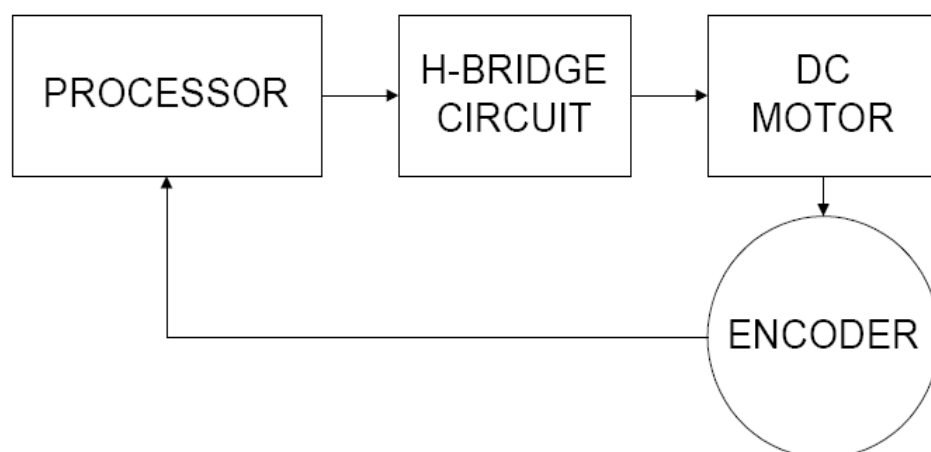 PROCESSOR
H-BRIDGE
CIRCUIT
DC
MOTOR
ENCODER